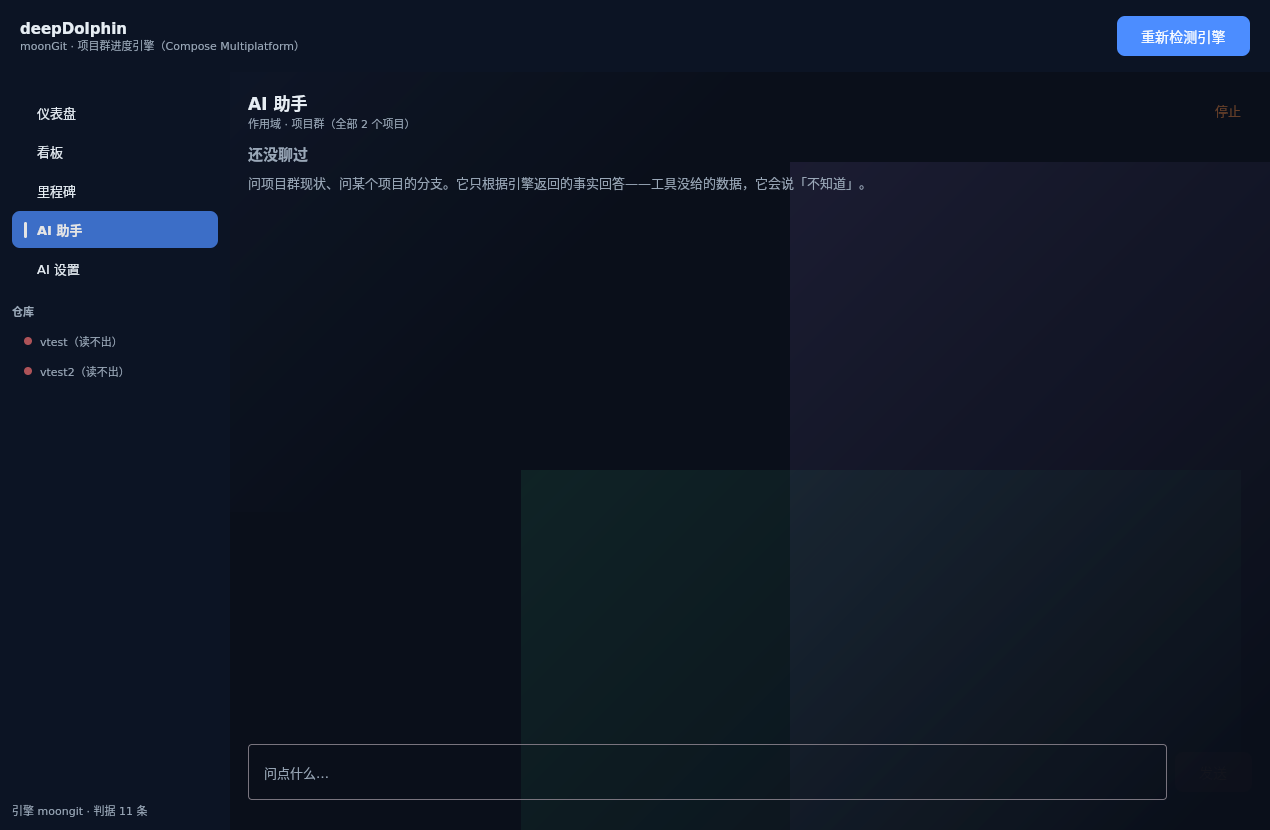 deepDolphin
moonGit · 项目群进度引擎（Compose Multiplatform）
重新检测引擎
仪表盘
看板
里程碑
AI 助手
AI 设置
仓库
vtest（读不出）
vtest2（读不出）
引擎 moongit · 判据 11 条
AI 助手
作用域 · 项目群（全部 2 个项目）
停止
还没聊过
问项目群现状、问某个项目的分支。它只根据引擎返回的事实回答——工具没给的数据，它会说「不知道」。
问点什么…